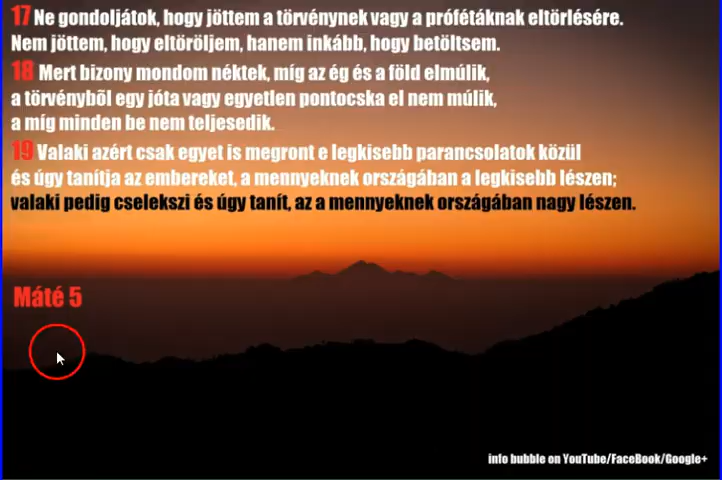 17 Ne gondoljátok, hogy jöttem a törvénynek vagy a prófétáknak eltörlésére.
Nem jöttem, hogy eltöröljem, hanem inkább, hogy betöltsem.
18 Mert bizony mondom néktek, míg az ég és a föld elmúlik,
a törvénybõl egy jóta vagy egyetlen pontocska el nem múlik,
a míg minden be nem teljesedik.
19 Valaki azért csak egyet is megront e legkisebb parancsolatok közül
és úgy tanítja az embereket, a mennyeknek országában a legkisebb lészen;
valaki pedig cselekszi és úgy tanít, az a mennyeknek országában nagy lészen.
Máté 5
info bubble on YouTube/FaceBook/Google+